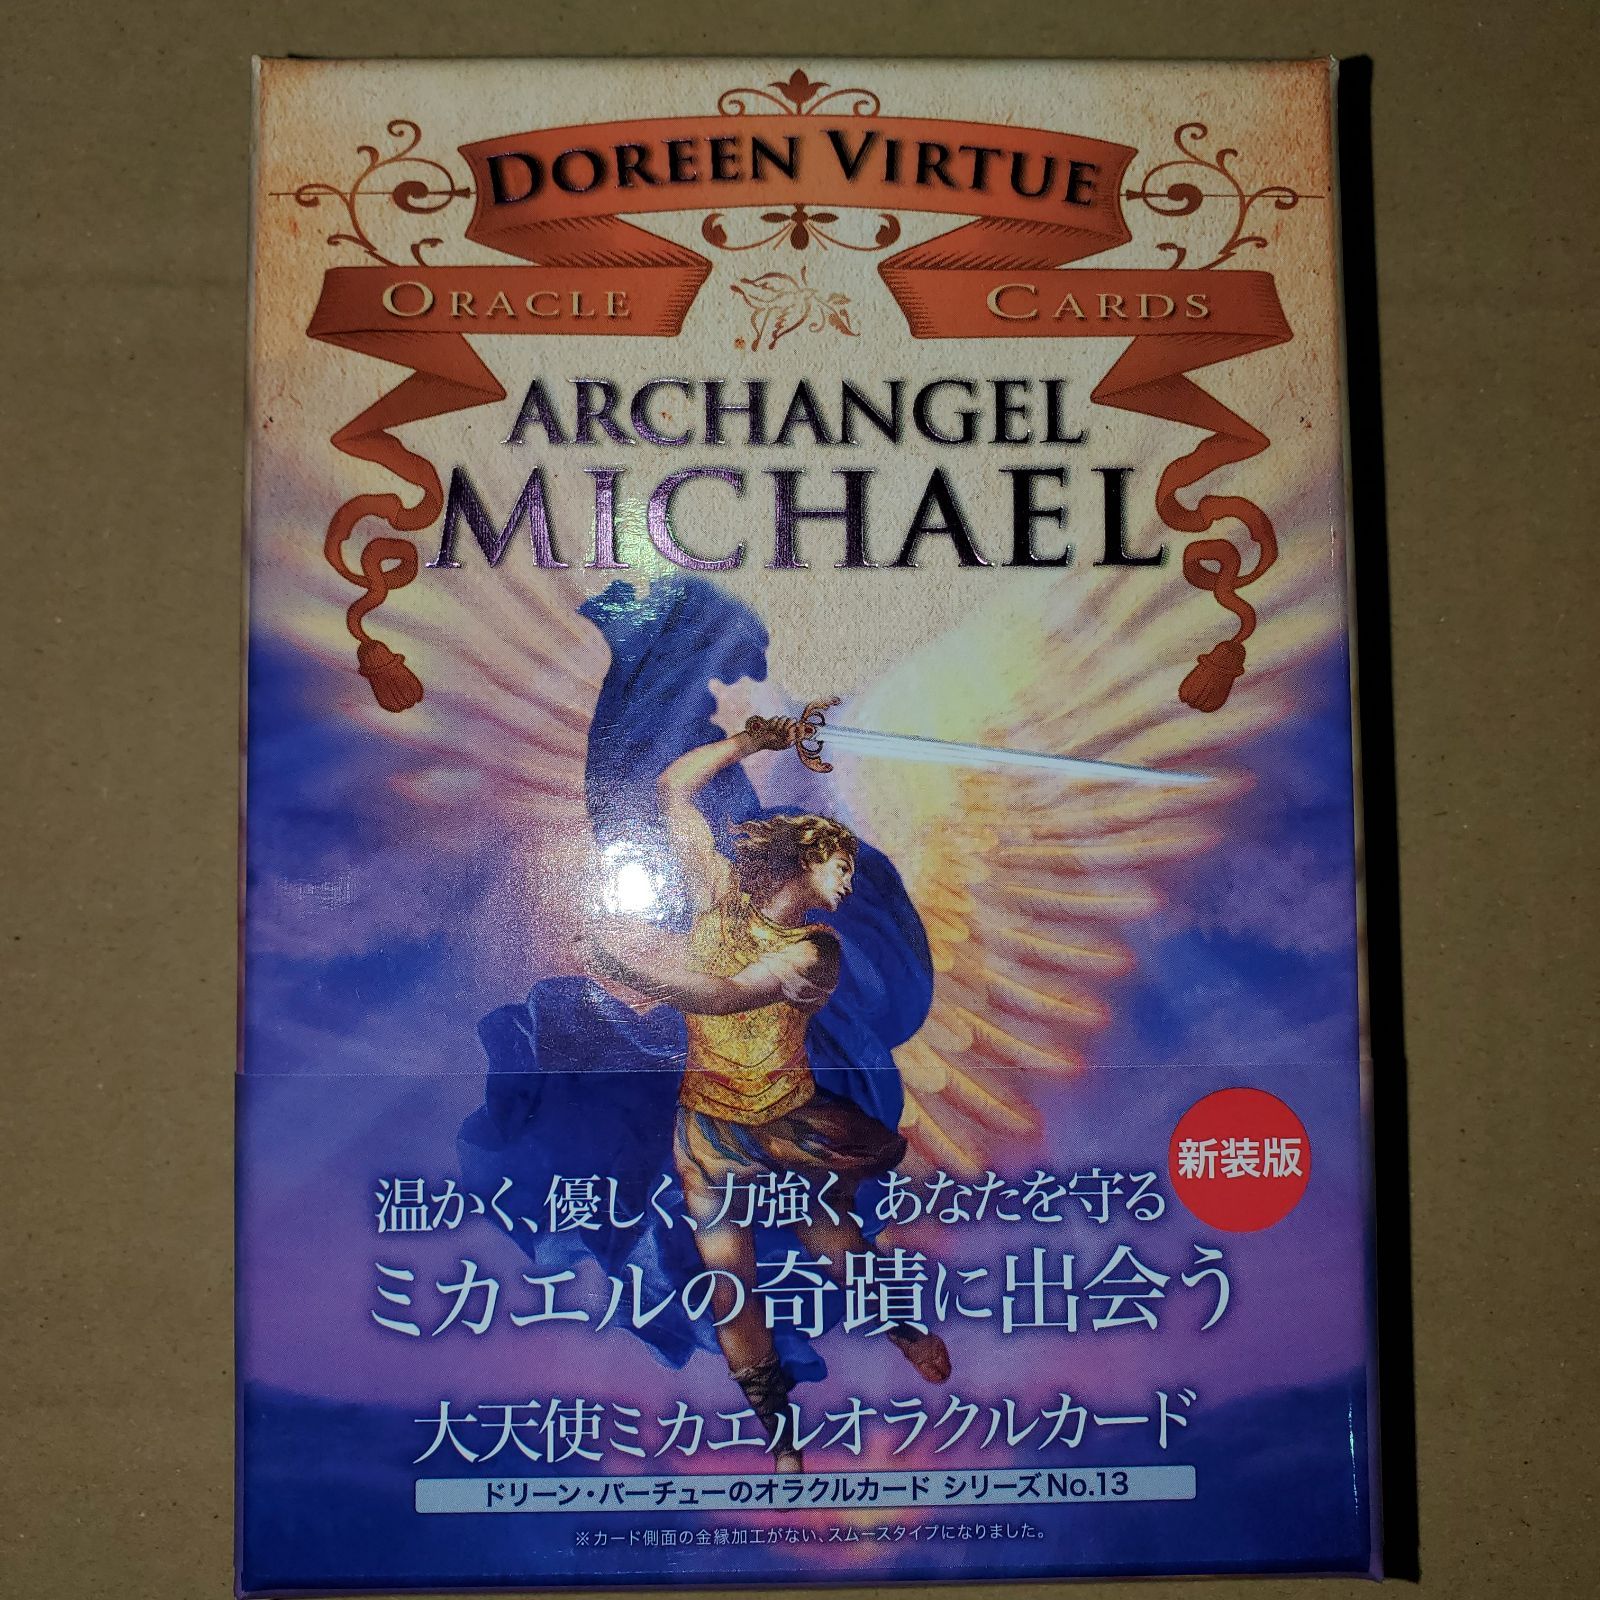 DOREEN VIRTUE
ORACLE CARDS
ARCHANGEL
MICHAEL
新装版
温かく、優しく、力強く、あなたを守る
ミカエルの奇蹟に出会う
大天使ミカエルオラクルカード
ドリーン・バーチューのオラクルカード シリーズNo.13
※カード側面の金縁加工がない、スムースタイプになりました。